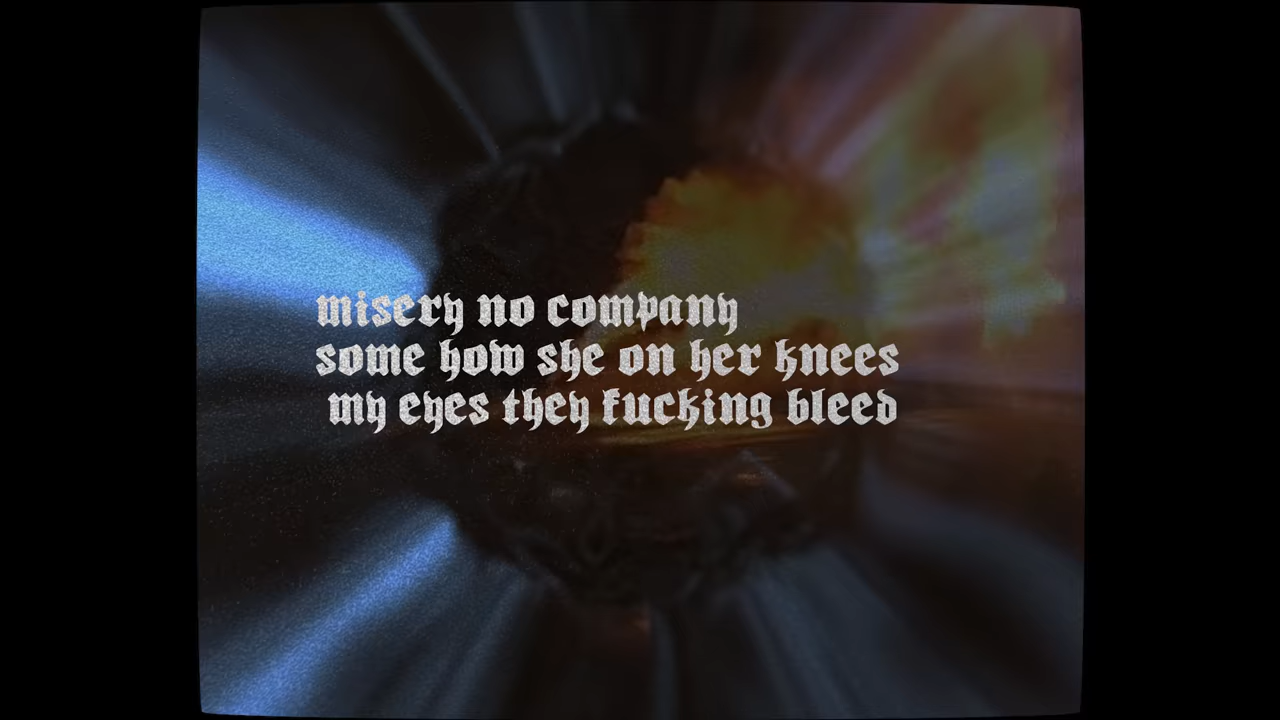 misery no company
some how she on her knees
my eyes they fucking bleed